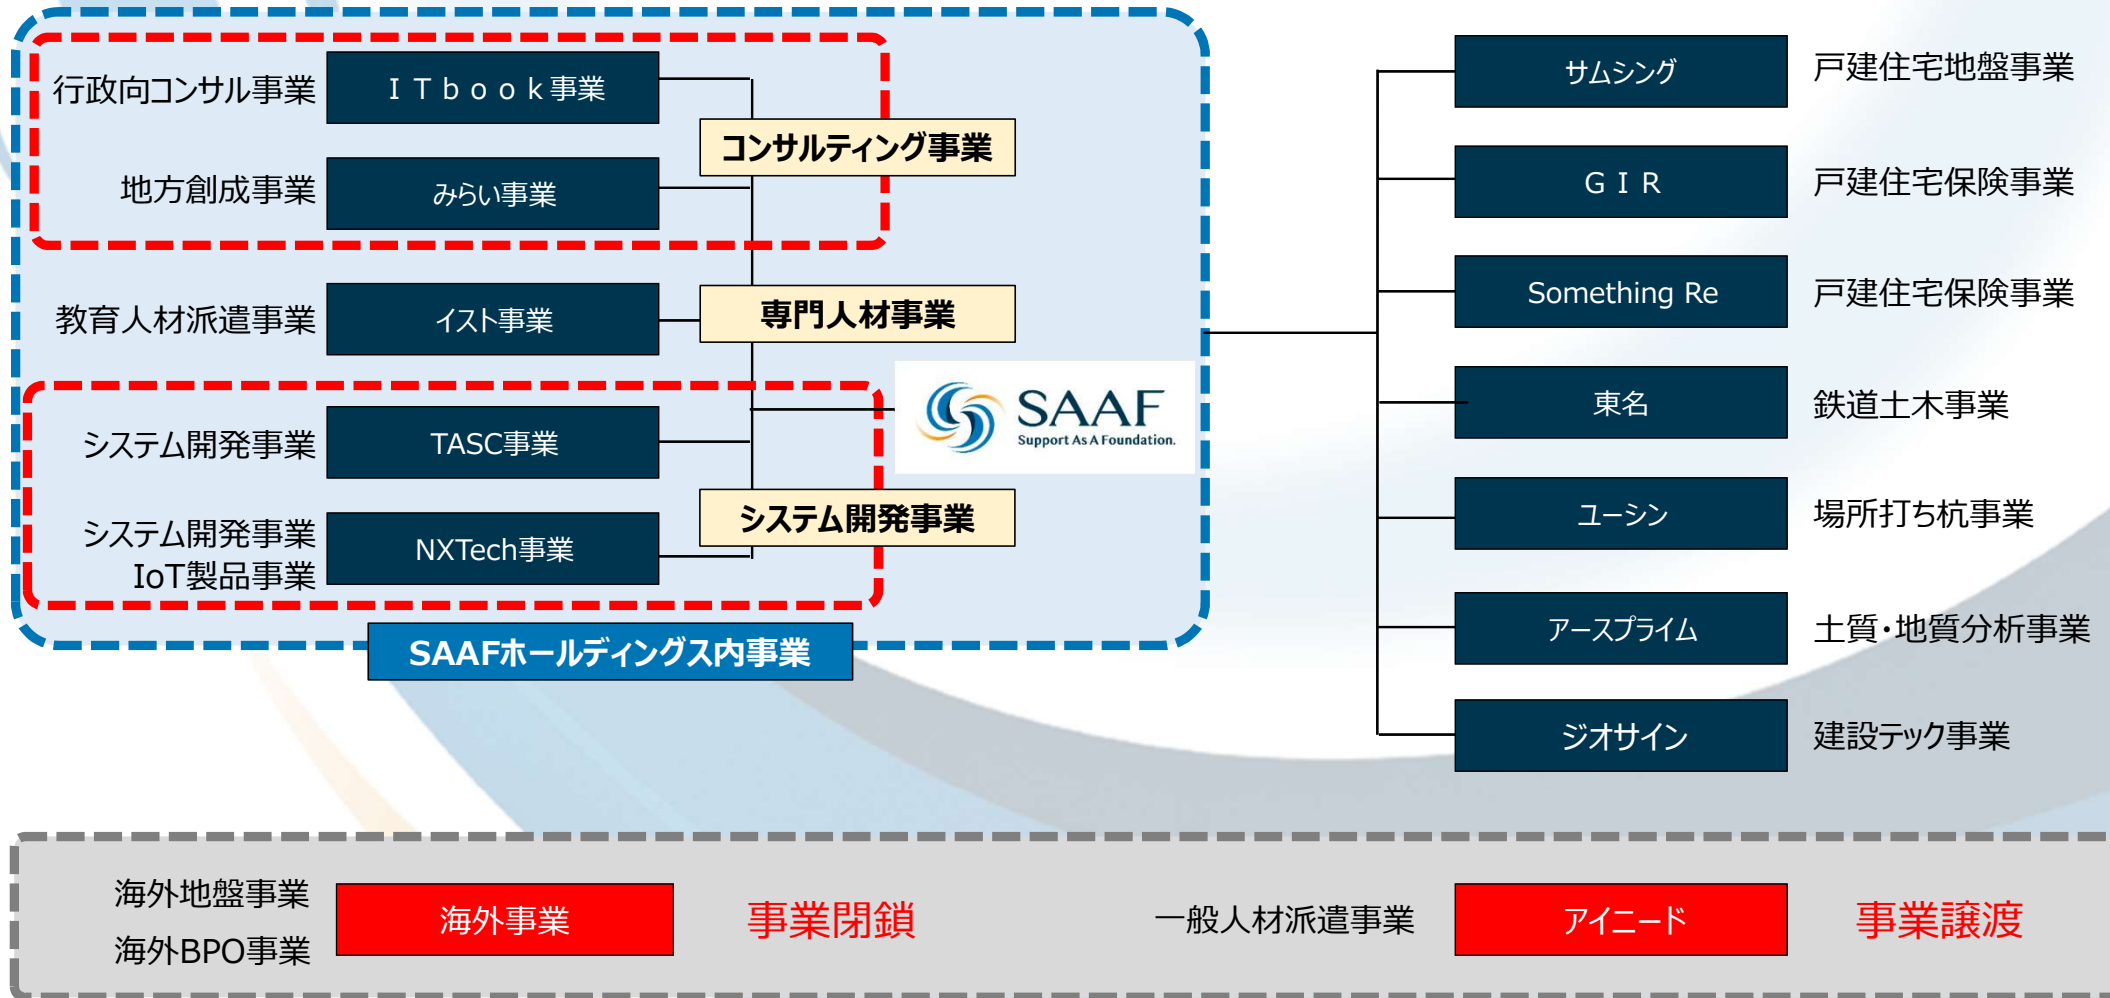 行政向コンサル事業
ＩＴｂｏｏｋ事業
コンサルティング事業
地方創成事業
みらい事業
教育人材派遣事業
イスト事業
専門人材事業
システム開発事業
TASC事業
システム開発事業
IoT製品事業
NXTech事業
システム開発事業
SAAF
Support As A Foundation.
SAAFホールディングス内事業
サムシング
戸建住宅地盤事業
ＧＩＲ
戸建住宅保険事業
Something Re
戸建住宅保険事業
東名
鉄道土木事業
ユーシン
場所打ち杭事業
アースプライム
土質・地質分析事業
ジオサイン
建設テック事業
海外地盤事業
海外BPO事業
海外事業
事業閉鎖
一般人材派遣事業
アイニード
事業譲渡